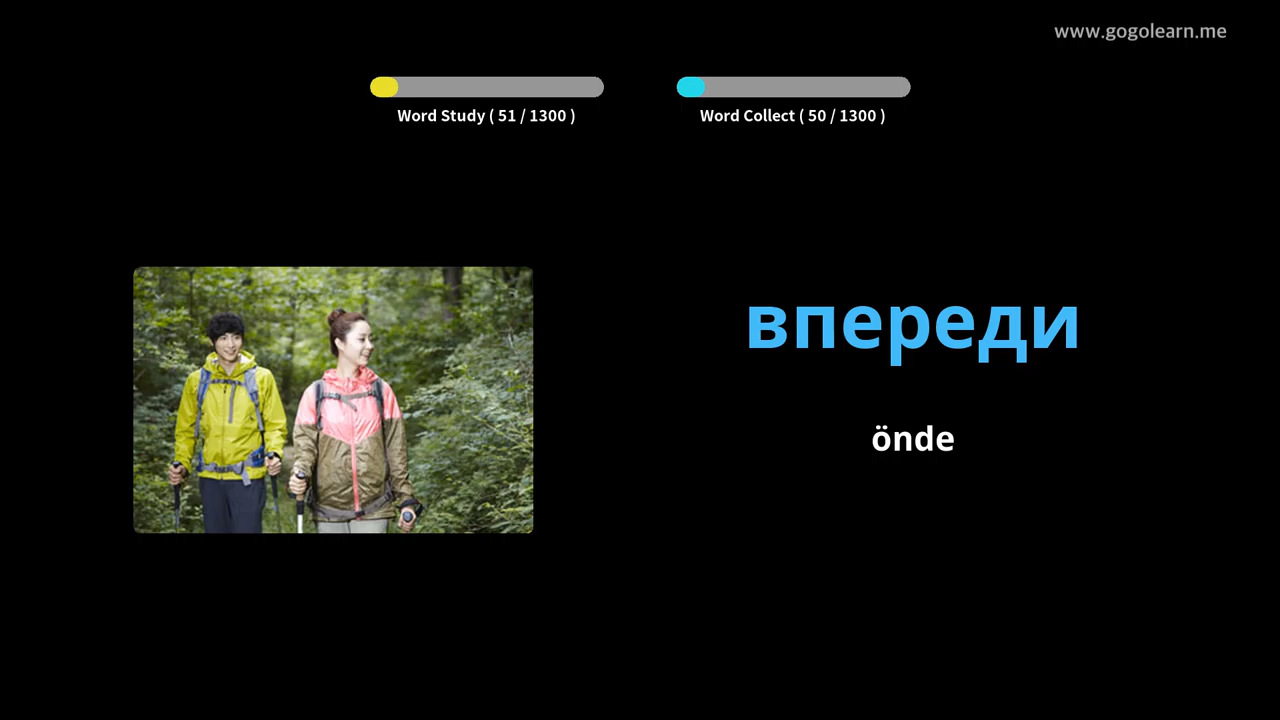 www.gogolearn.me
Word Study ( 51 / 1300 )
Word Collect ( 50 / 1300 )
впереди
önde